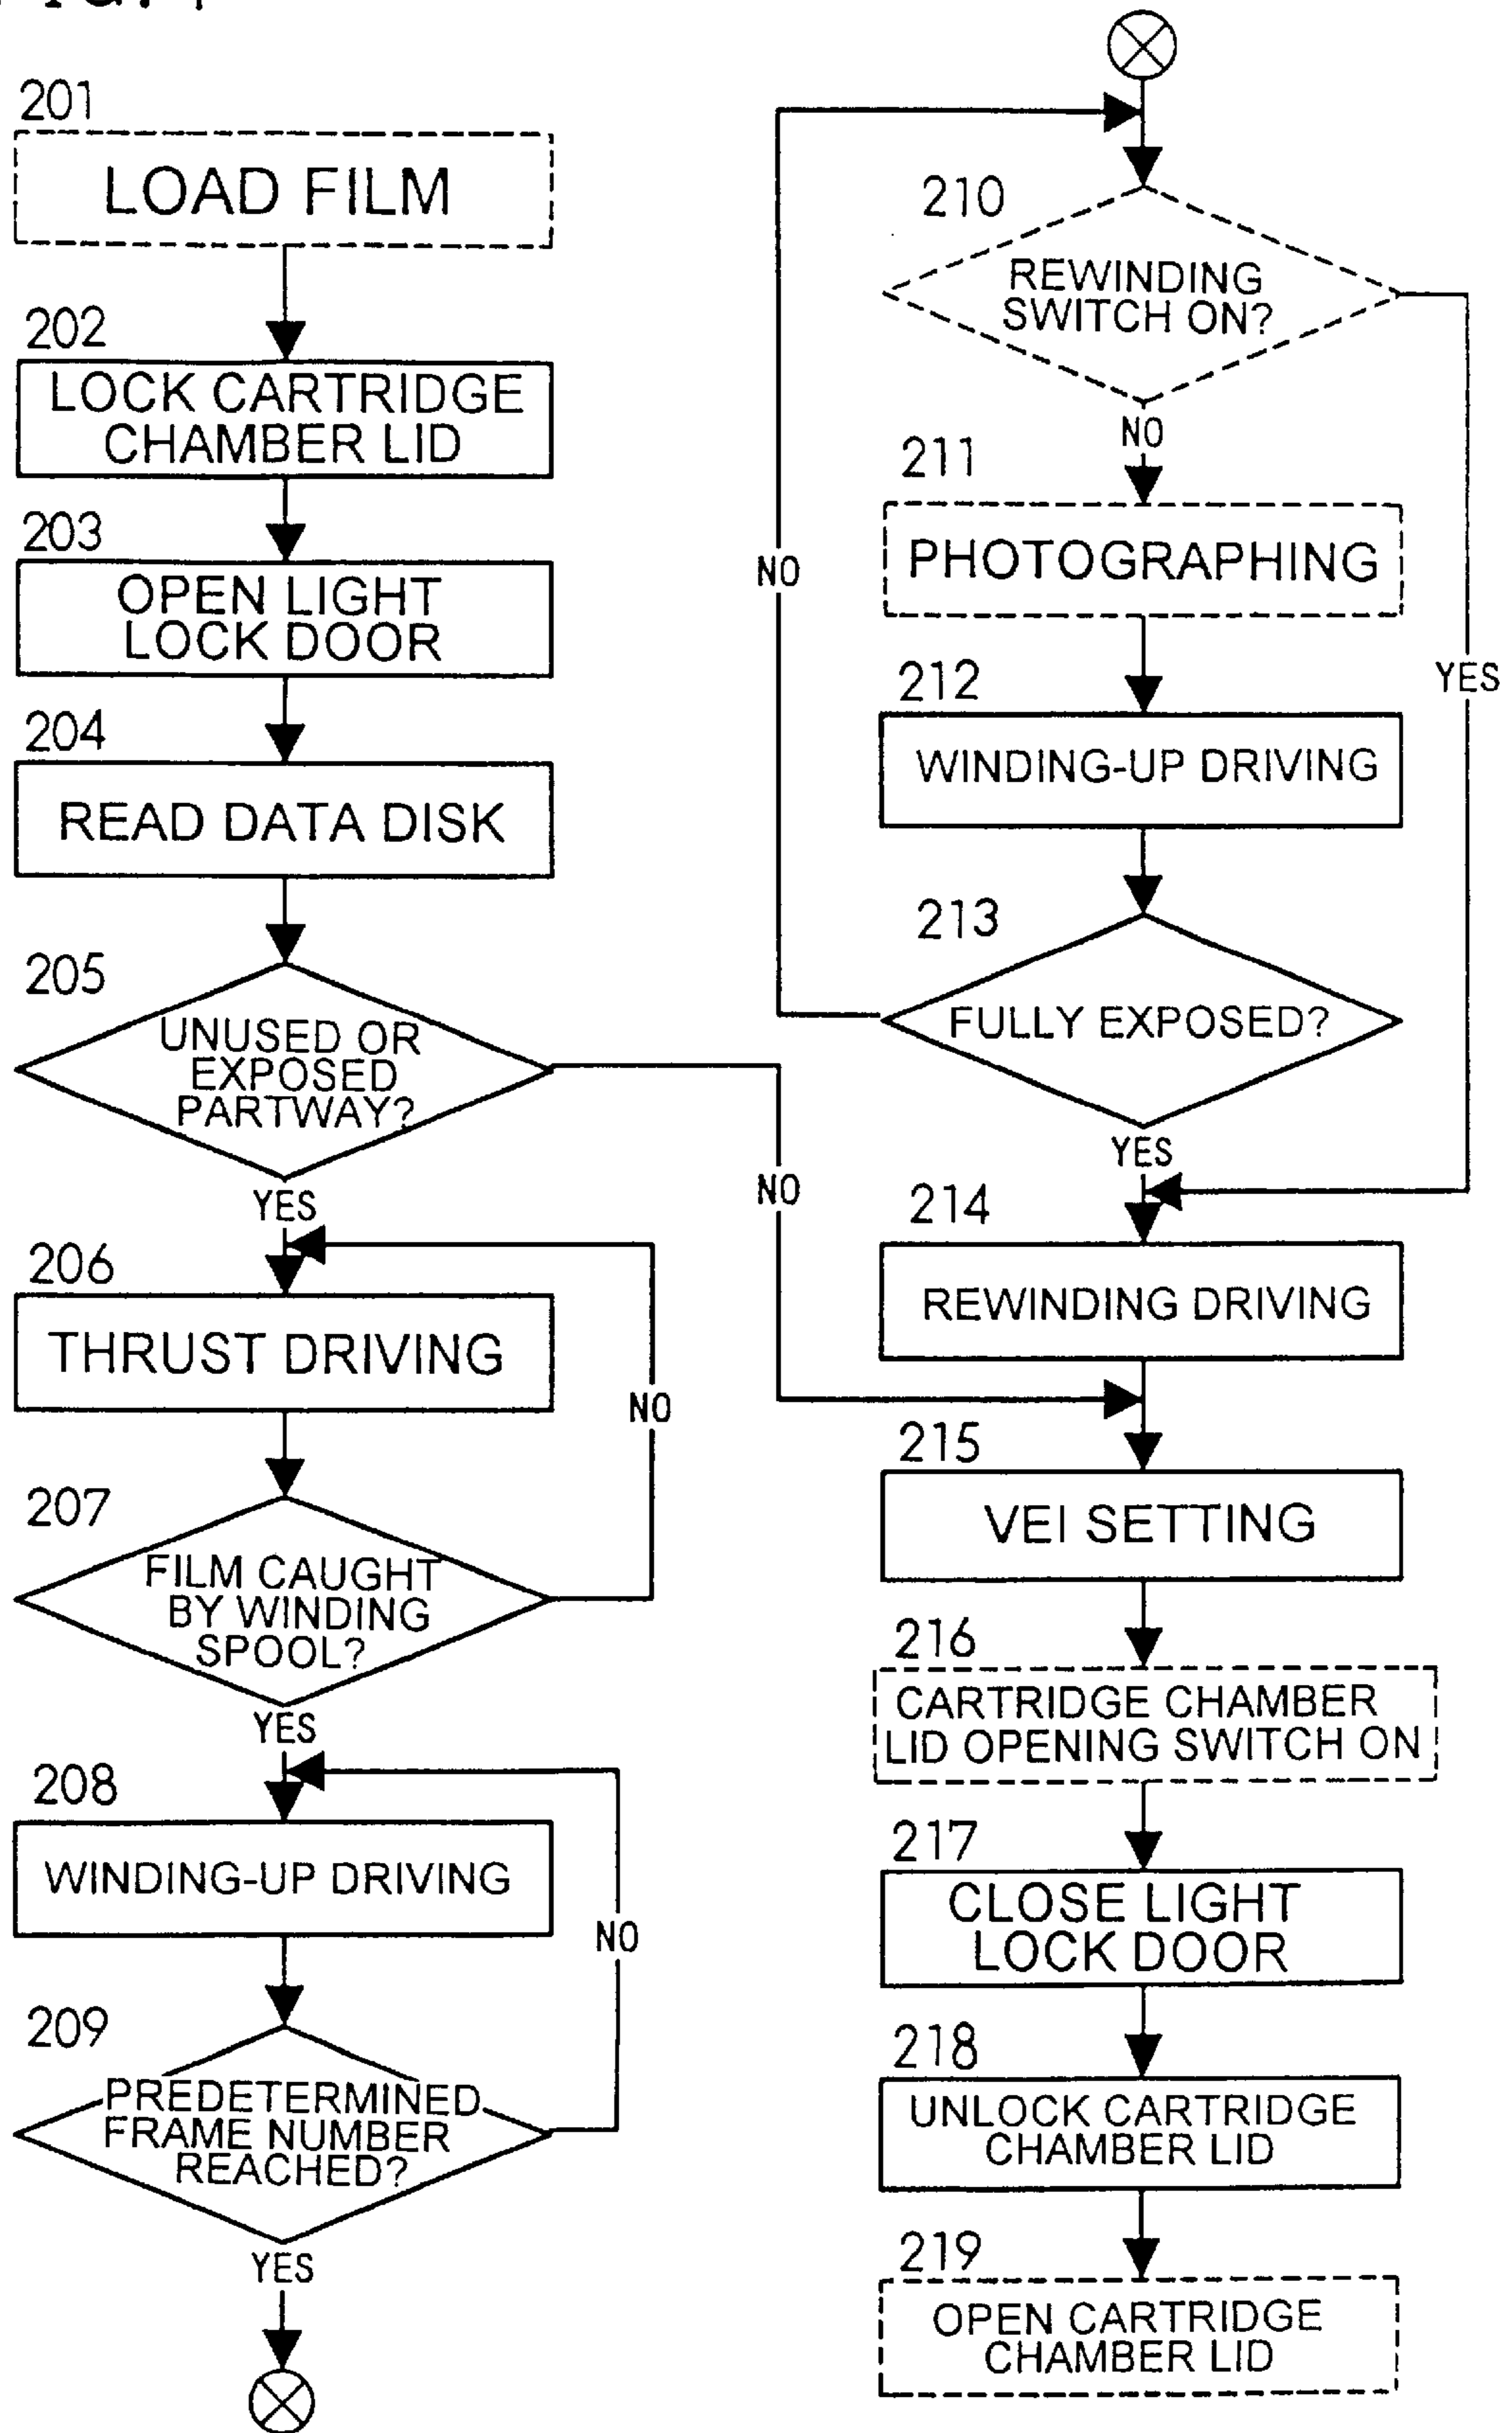 201
LOAD FILM
202
LOCK CARTRIDGE
CHAMBER LID
203
OPEN LIGHT
LOCK DOOR
204
READ DATA DISK
205
UNUSED OR
EXPOSED
PARTWAY?
NO
YES
206
THRUST DRIVING
NO
207
FILM CAUGHT
BY WINDING
SPOOL?
YES
208
WINDING-UP DRIVING
NO
209
PREDETERMINED
FRAME NUMBER
REACHED?
YES
210
REWINDING
SWITCH ON?
NO
YES
211
PHOTOGRAPHING
NO
212
WINDING-UP DRIVING
213
FULLY EXPOSED?
YES
214
REWINDING DRIVING
215
VEI SETTING
216
CARTRIDGE CHAMBER
LID OPENING SWITCH ON
217
CLOSE LIGHT
LOCK DOOR
218
UNLOCK CARTRIDGE
CHAMBER LID
219
OPEN CARTRIDGE
CHAMBER LID